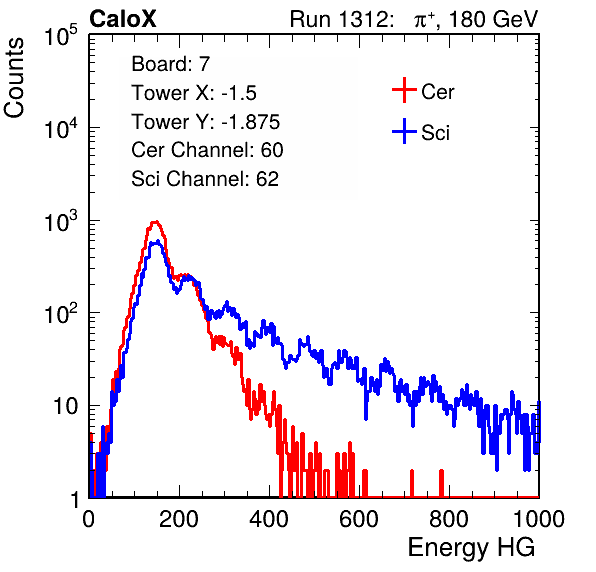 CaloX Run 1312: π⁺, 180 GeV
Board: 7
Tower X: -1.5
Tower Y: -1.875
Cer Channel: 60
Sci Channel: 62
Cer
Sci
Counts
10⁵
10⁴
10³
10²
10
1
0 200 400 600 800 1000
Energy HG